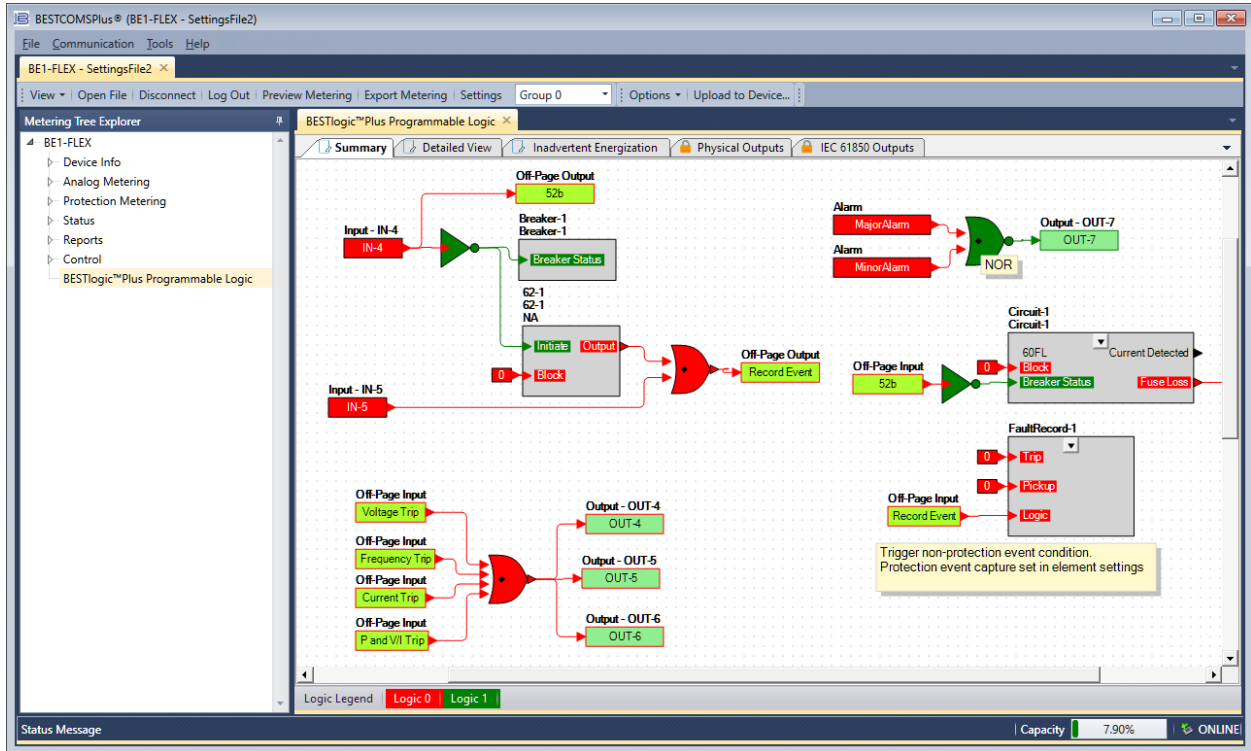 BESTCOMSPlus® (BE1-FLEX - SettingsFile2)
File Communication Tools Help
BE1-FLEX - SettingsFile2
View Open File Disconnect Log Out Preview Metering Export Metering Settings Group 0 Options Upload to Device...
Metering Tree Explorer
BE1-FLEX
Device Info
Analog Metering
Protection Metering
Status
Reports
Control
BESTlogic™Plus Programmable Logic
BESTlogic™Plus Programmable Logic
Summary Detailed View Inadvertent Energization Physical Outputs IEC 61850 Outputs
Off-Page Output
52b
Input - IN-4
IN-4
Breaker-1
Breaker-1
Breaker Status
62-1
62-1
NA
Initiate Output
0 Block
Input - IN-5
IN-5
Off-Page Output
Record Event
Alarm
MajorAlarm
Alarm
MinorAlarm
NOR
Output - OUT-7
OUT-7
Circuit-1
Circuit-1
60FL Current Detected
0 Block
Breaker Status Fuse Loss
Off-Page Input
52b
FaultRecord-1
0 Trip
0 Pickup
Logic
Off-Page Input
Record Event
Trigger non-protection event condition.
Protection event capture set in element settings
Off-Page Input
Voltage Trip
Off-Page Input
Frequency Trip
Off-Page Input
Current Trip
Off-Page Input
P and V/I Trip
Output - OUT-4
OUT-4
Output - OUT-5
OUT-5
Output - OUT-6
OUT-6
Logic Legend Logic 0 Logic 1
Status Message Capacity 7.90% ONLINE